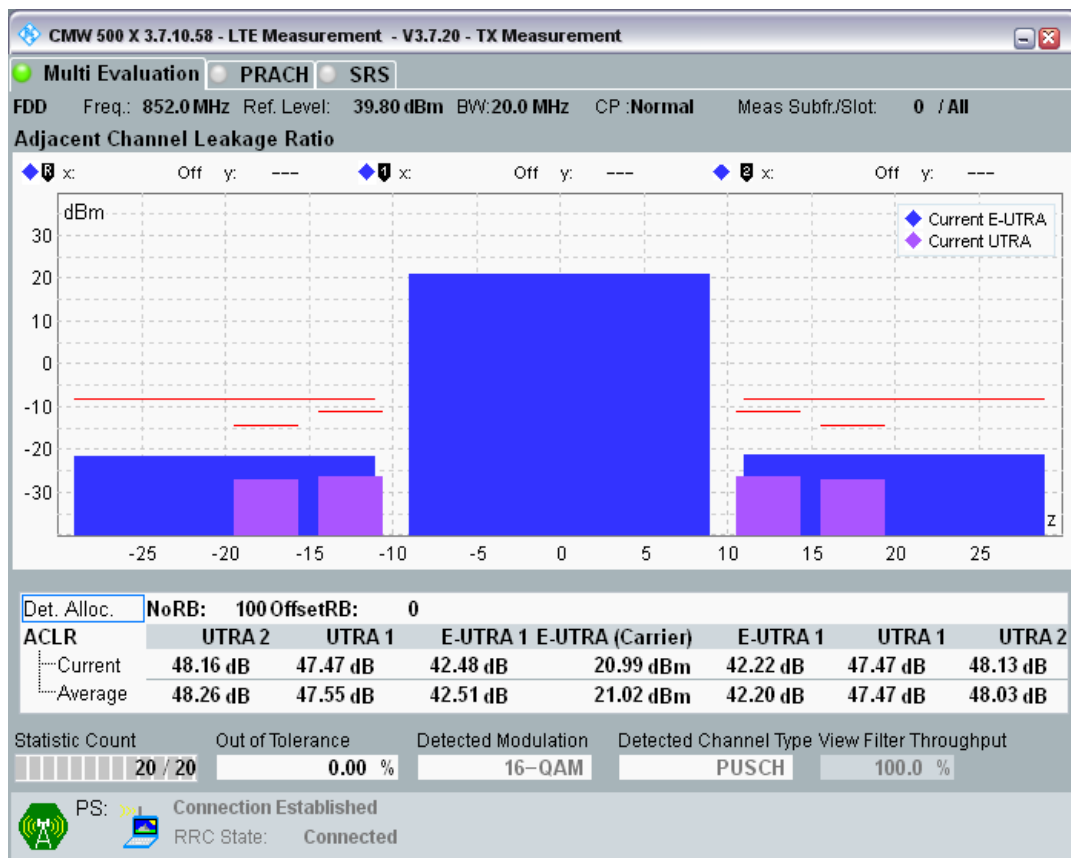 CMW 500 X 3.7.10.58 - LTE Measurement - V3.7.20 - TX Measurement
Multi Evaluation PRACH SRS
FDD Freq.: 852.0 MHz Ref. Level: 39.80 dBm BW:20.0 MHz CP :Normal Meas Subfr./Slot: 0 / All
Adjacent Channel Leakage Ratio
R x: Off y: --- 1 x: Off y: --- 2 x: Off y: ---
dBm
Current E-UTRA
Current UTRA
30
20
10
0
-10
-20
-30
z
-25 -20 -15 -10 -5 0 5 10 15 20 25
Det. Alloc. NoRB: 100 OffsetRB: 0
ACLR UTRA 2 UTRA 1 E-UTRA 1 E-UTRA (Carrier) E-UTRA 1 UTRA 1 UTRA 2
Current 48.16 dB 47.47 dB 42.48 dB 20.99 dBm 42.22 dB 47.47 dB 48.13 dB
Average 48.26 dB 47.55 dB 42.51 dB 21.02 dBm 42.20 dB 47.47 dB 48.03 dB
Statistic Count Out of Tolerance Detected Modulation Detected Channel Type View Filter Throughput
20 / 20 0.00 % 16-QAM PUSCH 100.0 %
PS: Connection Established
RRC State: Connected